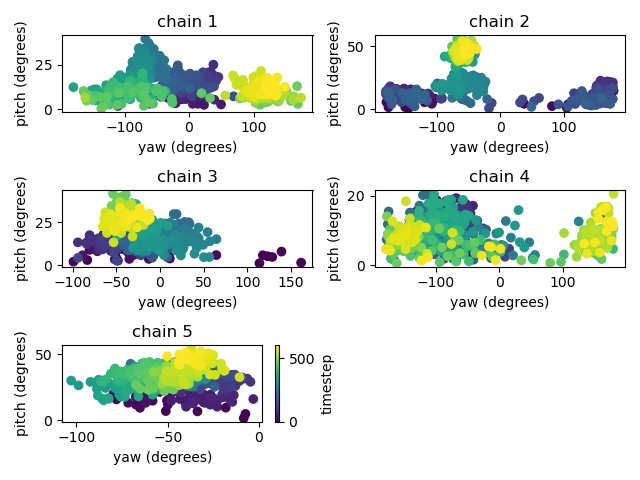 chain 1
pitch (degrees)
25
0
−100
0
100
yaw (degrees)
chain 2
pitch (degrees)
50
0
−100
0
100
yaw (degrees)
chain 3
pitch (degrees)
25
0
−100
−50
0
50
100
150
yaw (degrees)
chain 4
pitch (degrees)
20
0
−100
0
100
yaw (degrees)
chain 5
pitch (degrees)
50
0
−100
−50
0
yaw (degrees)
500
0
timestep